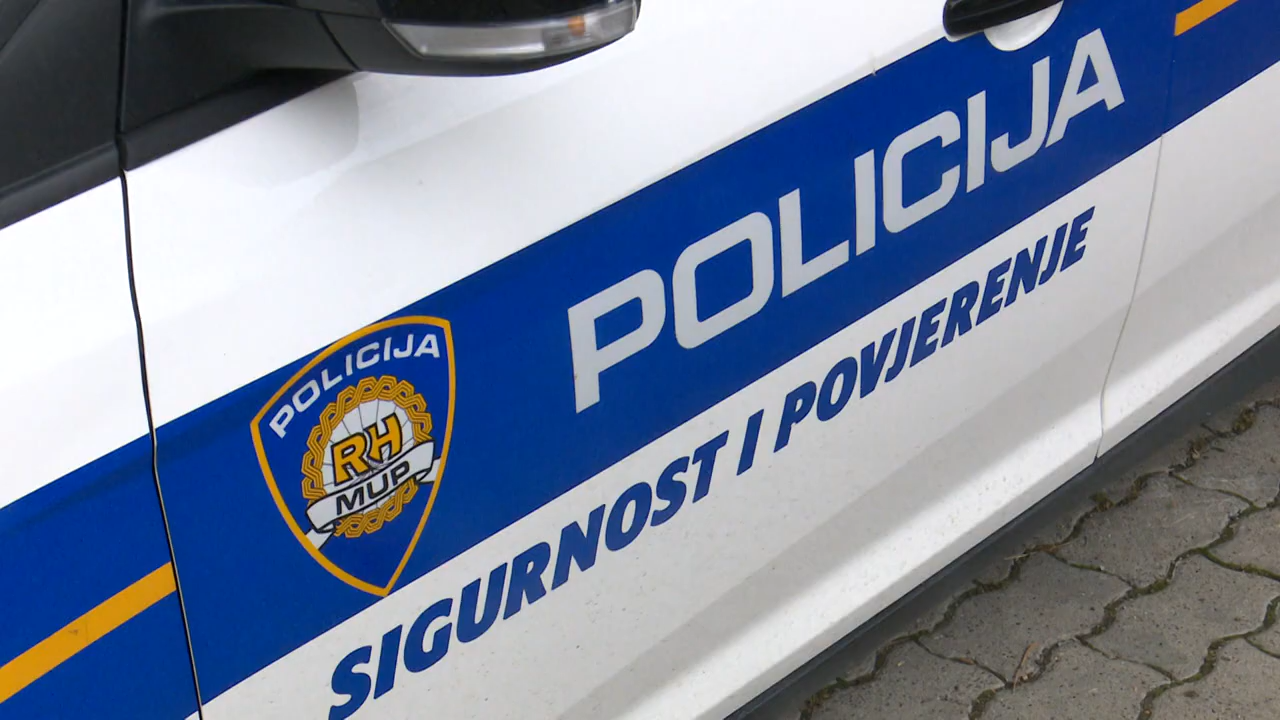 POLICIJA
SIGURNOST I POVJERENJE
POLICIJA
RH
MUP